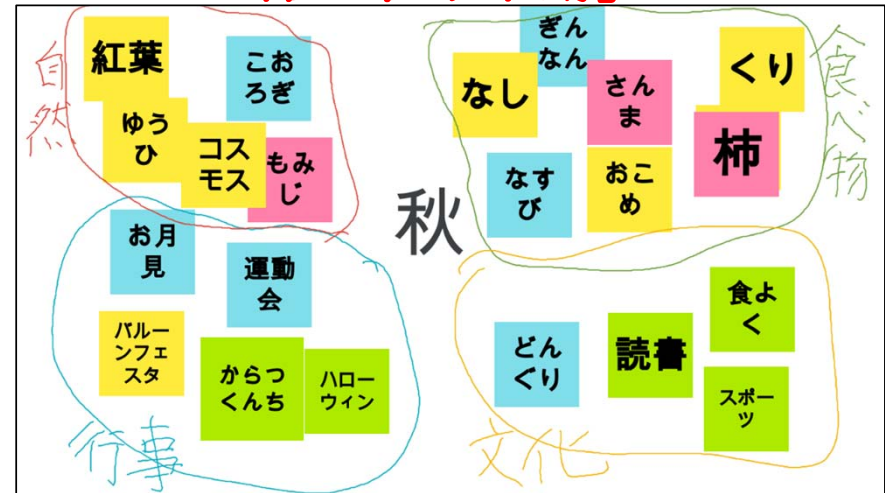 自
然
紅葉
こお
ろぎ
ゆう
ひ
コス
モス
もみ
じ
食
べ
物
ぎん
なん
なし
さん
ま
くり
柿
なす
び
おこ
め
秋
お月
見
運動
会
バルー
ンフェ
スタ
からつ
くんち
ハロー
ウィン
行事
どん
ぐり
読書
食よ
く
スポー
ツ
文化